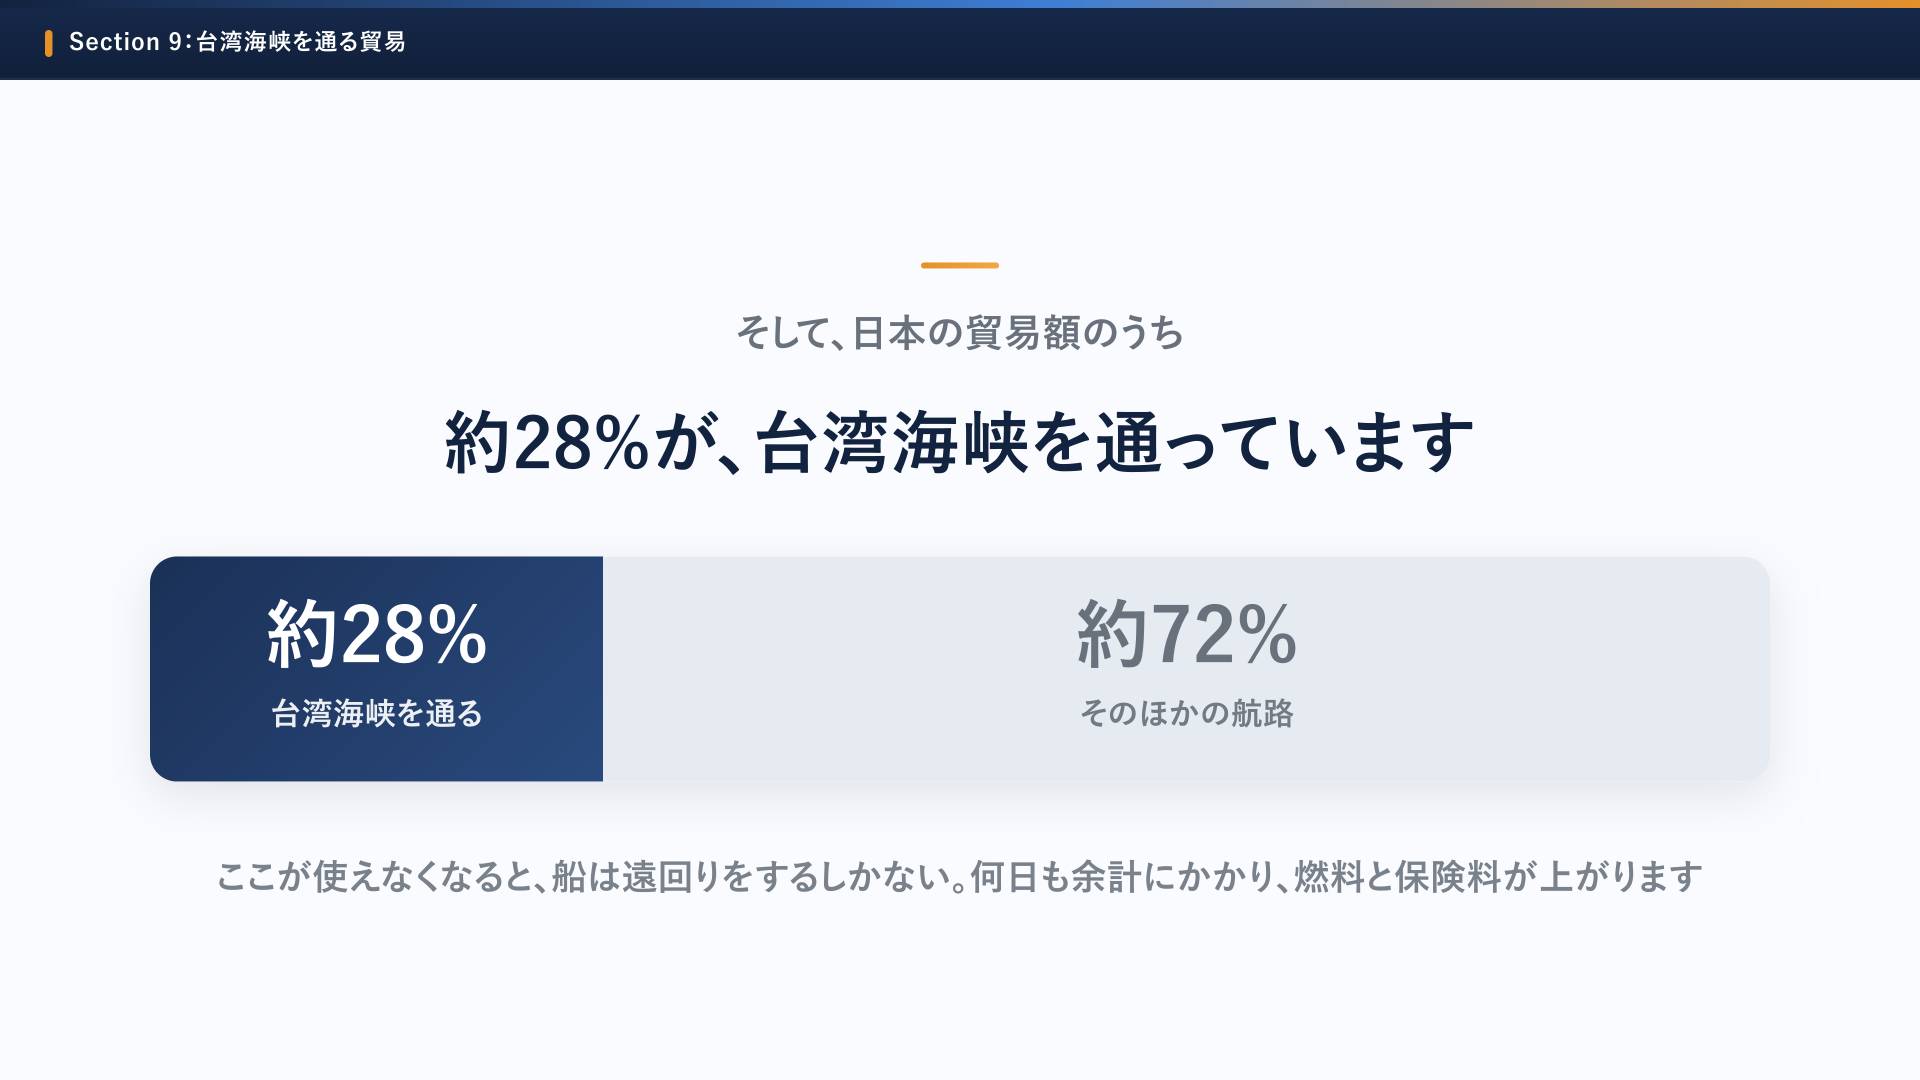 Section 9：台湾海峡を通る貿易
そして、日本の貿易額のうち
約28%が、台湾海峡を通っています
約28%
台湾海峡を通る
約72%
そのほかの航路
ここが使えなくなると、船は遠回りをするしかない。何日も余計にかかり、燃料と保険料が上がります